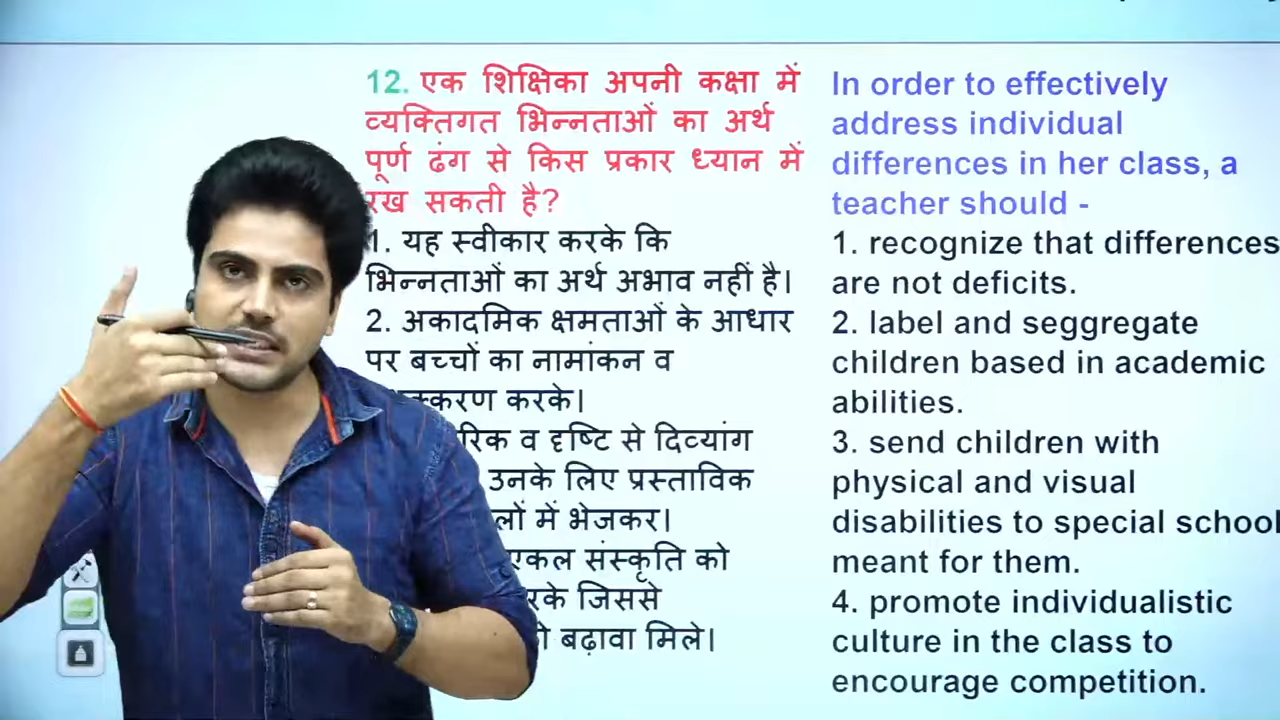 12. एक शिक्षिका अपनी कक्षा में
व्यक्तिगत भिन्नताओं का अर्थ
पूर्ण ढंग से किस प्रकार ध्यान में
रख सकती है?
1. यह स्वीकार करके कि
भिन्नताओं का अर्थ अभाव नहीं है।
2. अकादमिक क्षमताओं के आधार
पर बच्चों का नामांकन व
करके।
व दृष्टि से दिव्यांग
उनके लिए प्रस्ताविक
में भेजकर।
एकल संस्कृति को
जिससे
बढ़ावा मिले।
In order to effectively
address individual
differences in her class, a
teacher should -
1. recognize that differences
are not deficits.
2. label and seggregate
children based in academic
abilities.
3. send children with
physical and visual
disabilities to special school
meant for them.
4. promote individualistic
culture in the class to
encourage competition.